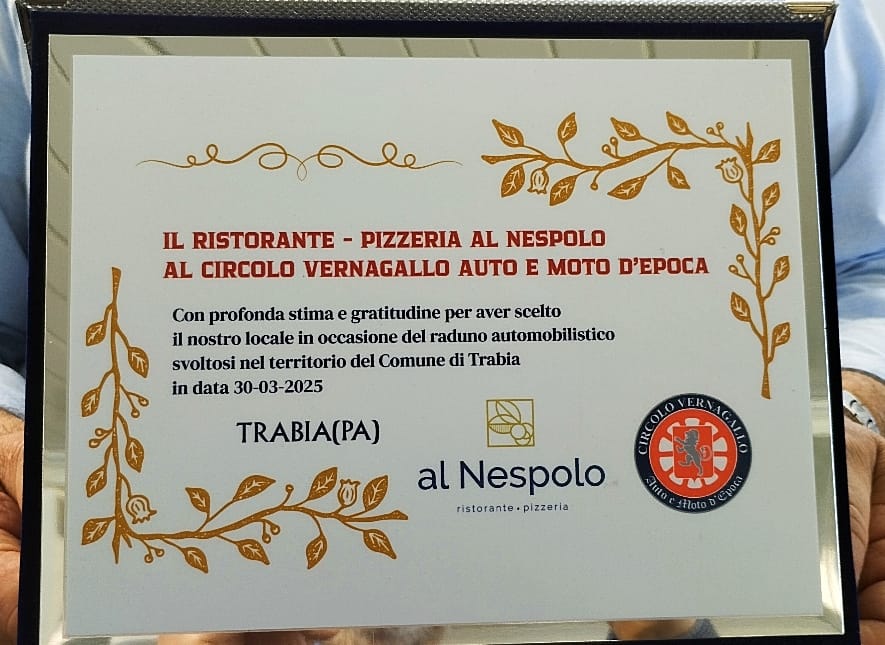 IL RISTORANTE - PIZZERIA AL NESPOLO
AL CIRCOLO VERNAGALLO AUTO E MOTO D'EPOCA
Con profonda stima e gratitudine per aver scelto
il nostro locale in occasione del raduno automobilistico
svoltosi nel territorio del Comune di Trabia
in data 30-03-2025
TRABIA(PA)
al Nespolo
ristorante • pizzeria
CIRCOLO VERNAGALLO
Auto e Moto d'Epoca